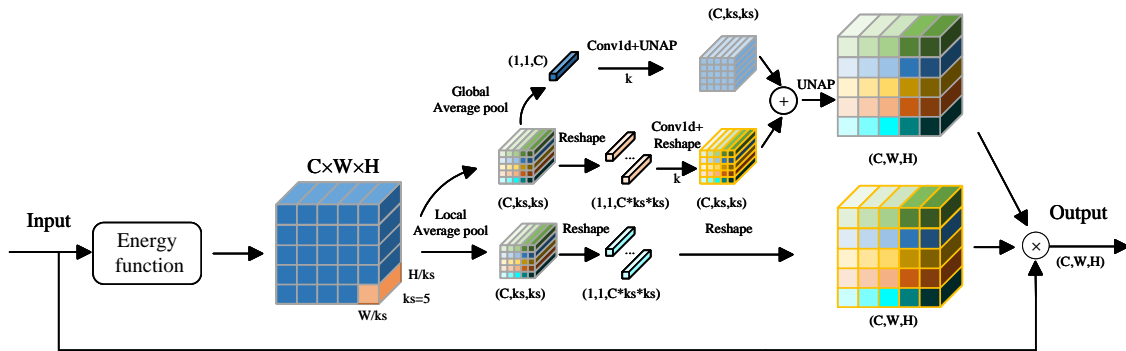 (C,ks,ks)
Conv1d+UNAP
(1,1,C)
k
UNAP
Global
Average pool
+
Reshape
Conv1d+
Reshape
...
k
C×W×H
(C,W,H)
(C,ks,ks)
(1,1,C*ks*ks)
(C,ks,ks)
Input
Local
Average pool
Reshape
Reshape
Output
Energy
function
...
×
(C,W,H)
H/ks
ks=5
(C,ks,ks)
(1,1,C*ks*ks)
W/ks
(C,W,H)